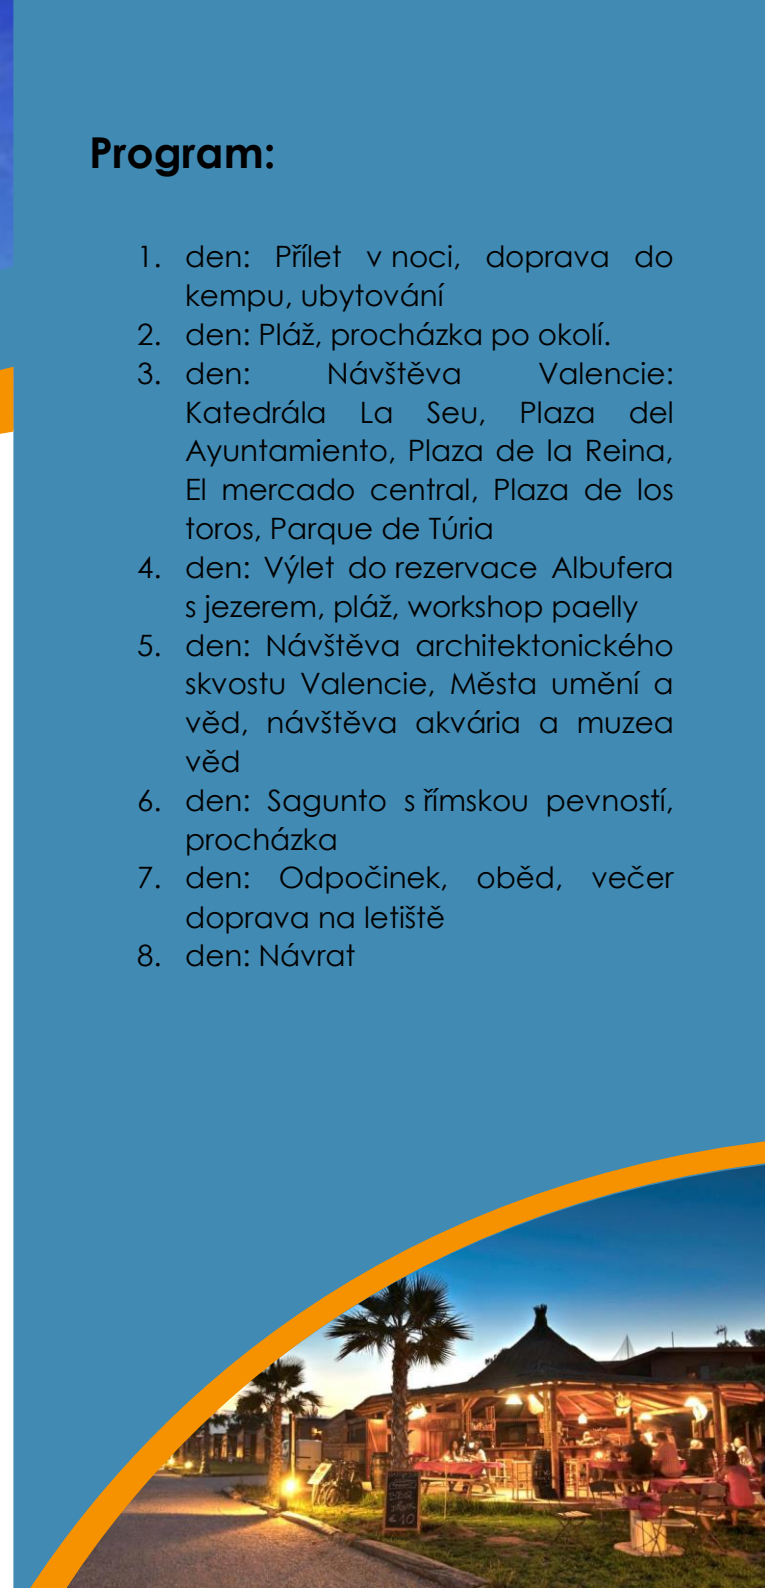 Program:
1. den: Přílet v noci, doprava do
kempu, ubytování
2. den: Pláž, procházka po okolí.
3. den: Návštěva Valencie:
Katedrála La Seu, Plaza del
Ayuntamiento, Plaza de la Reina,
El mercado central, Plaza de los
toros, Parque de Túria
4. den: Výlet do rezervace Albufera
s jezerem, pláž, workshop paelly
5. den: Návštěva architektonického
skvostu Valencie, Města umění a
věd, návštěva akvária a muzea
věd
6. den: Sagunto s římskou pevností,
procházka
7. den: Odpočinek, oběd, večer
doprava na letiště
8. den: Návrat
€10